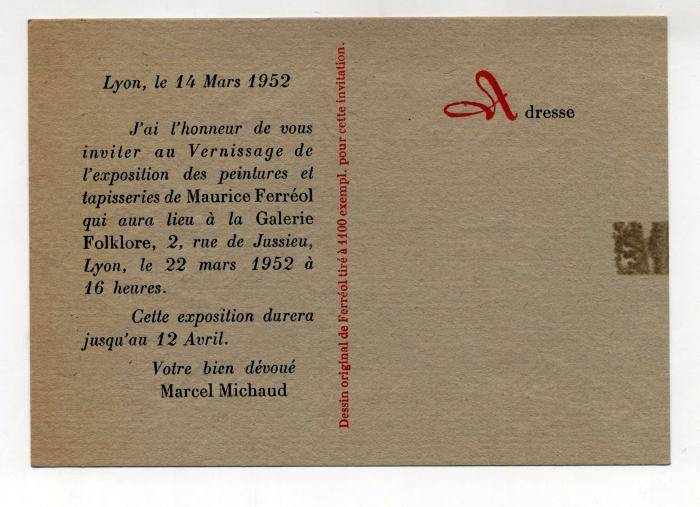 Lyon, le 14 Mars 1952
J'ai l'honneur de vous
inviter au Vernissage de
l'exposition des peintures et
tapisseries de Maurice Ferréol
qui aura lieu à la Galerie
Folklore, 2, rue de Jussieu,
Lyon, le 22 mars 1952 à
16 heures.
Cette exposition durera
jusqu'au 12 Avril.
Votre bien dévoué
Marcel Michaud
Dessin original de Ferréol tiré à 1100 exempl. pour cette invitation.
Adresse